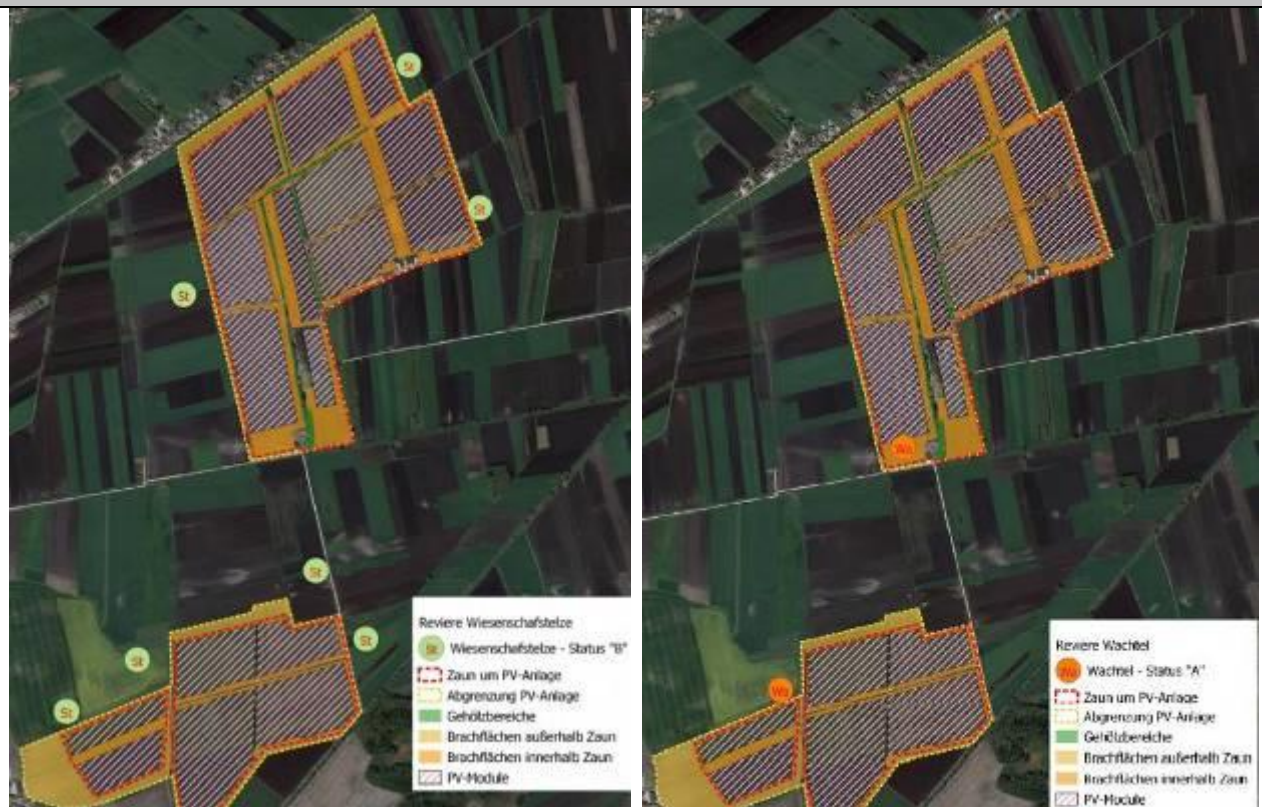 St
St
St
St
St
St
St
Reviere Wiesenschafstelze
St Wiesenschafstelze - Status "B"
Zaun um PV-Anlage
Abgrenzung PV-Anlage
Gehölzbereiche
Brachflächen außerhalb Zaun
Brachflächen innerhalb Zaun
PV-Module
Wa
Wa
Reviere Wachtel
Wa Wachtel - Status "A"
Zaun um PV-Anlage
Abgrenzung PV-Anlage
Gehölzbereiche
Brachflächen außerhalb Zaun
Brachflächen innerhalb Zaun
PV-Module